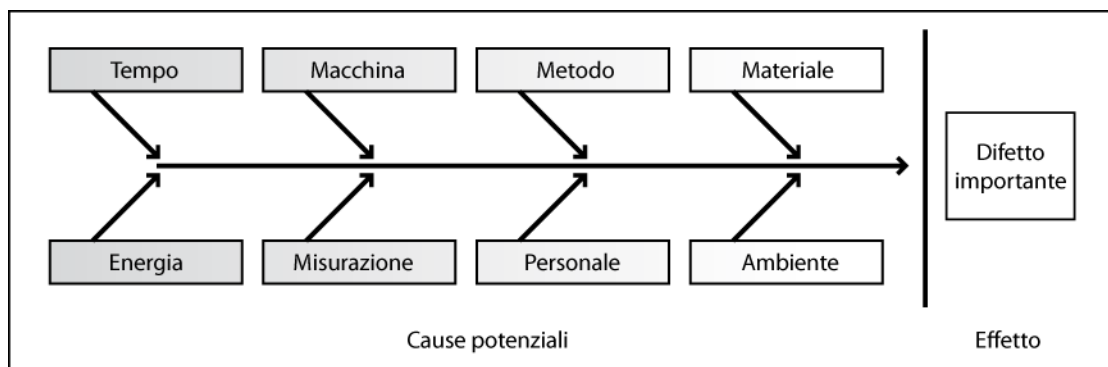 Tempo
Macchina
Metodo
Materiale
Difetto
importante
Energia
Misurazione
Personale
Ambiente
Cause potenziali
Effetto